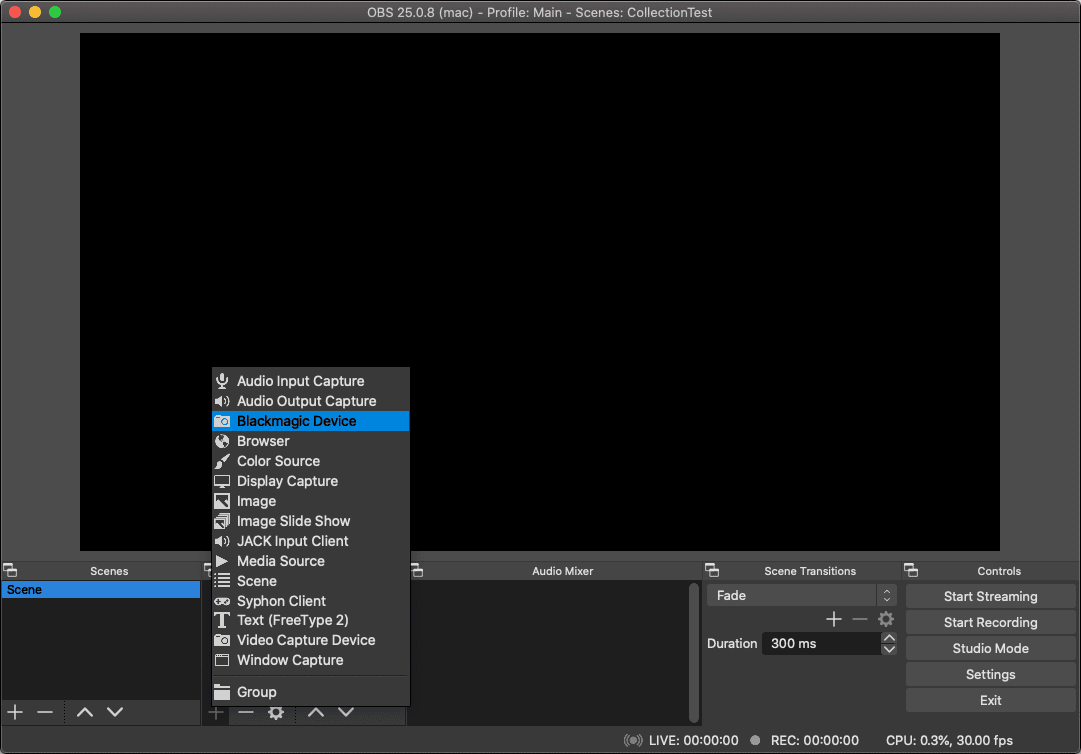 OBS 25.0.8 (mac) - Profile: Main - Scenes: CollectionTest
Audio Input Capture
Audio Output Capture
Blackmagic Device
Browser
Color Source
Display Capture
Image
Image Slide Show
JACK Input Client
Media Source
Scene
Syphon Client
Text (FreeType 2)
Video Capture Device
Window Capture
Group
Scenes
Scene
Audio Mixer
Scene Transitions
Fade
Duration 300 ms
Controls
Start Streaming
Start Recording
Studio Mode
Settings
Exit
LIVE: 00:00:00 REC: 00:00:00 CPU: 0.3%, 30.00 fps